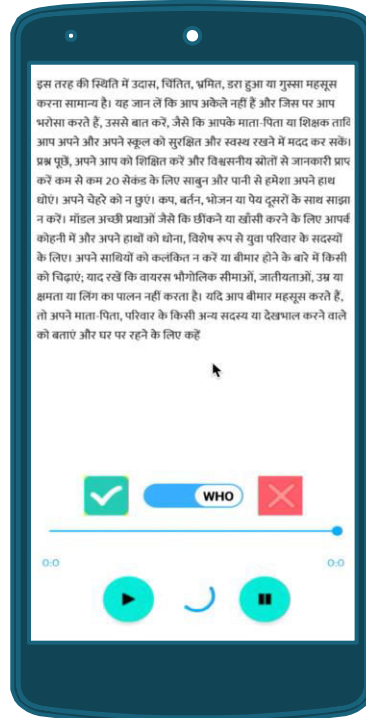 इस तरह की स्थिति में उदास, चिंतित, भ्रमित, डरा हुआ या गुस्सा महसूस
करना सामान्य है। यह जान लें कि आप अकेले नहीं हैं और जिस पर आप
भरोसा करते हैं, उससे बात करें, जैसे कि आपके माता-पिता या शिक्षक
आप अपने और अपने स्कूल को सुरक्षित और स्वस्थ रखने में मदद कर सकें।
प्रश्न पूछें, अपने आप को शिक्षित करें और विश्वसनीय स्रोतों से जानकारी
करें कम से कम 20 सेकंड के लिए साबुन और पानी से हमेशा अपने हाथ
धोएं। अपने चेहरे को न छुएं। कप, बर्तन, भोजन या पेय दूसरों के साथ साझा
न करें। मॉडल अच्छी प्रथाओं जैसे कि छींकने या खाँसी करने के लिए
कोहनी में और अपने हाथों को धोना, विशेष रूप से युवा परिवार के सदस्यों
के लिए। अपने साथियों को कलंकित न करें या बीमार होने के बारे में किसी
को चिढ़ाएं; याद रखें कि वायरस भौगोलिक सीमाओं, जातीयताओं, उम्र या
क्षमता या लिंग का पालन नहीं करता है। यदि आप बीमार महसूस करते हैं,
तो अपने माता-पिता, परिवार के किसी अन्य सदस्य या देखभाल करने वाले
को बताएं और घर पर रहने के लिए कहें
WHO
0:0 0:0